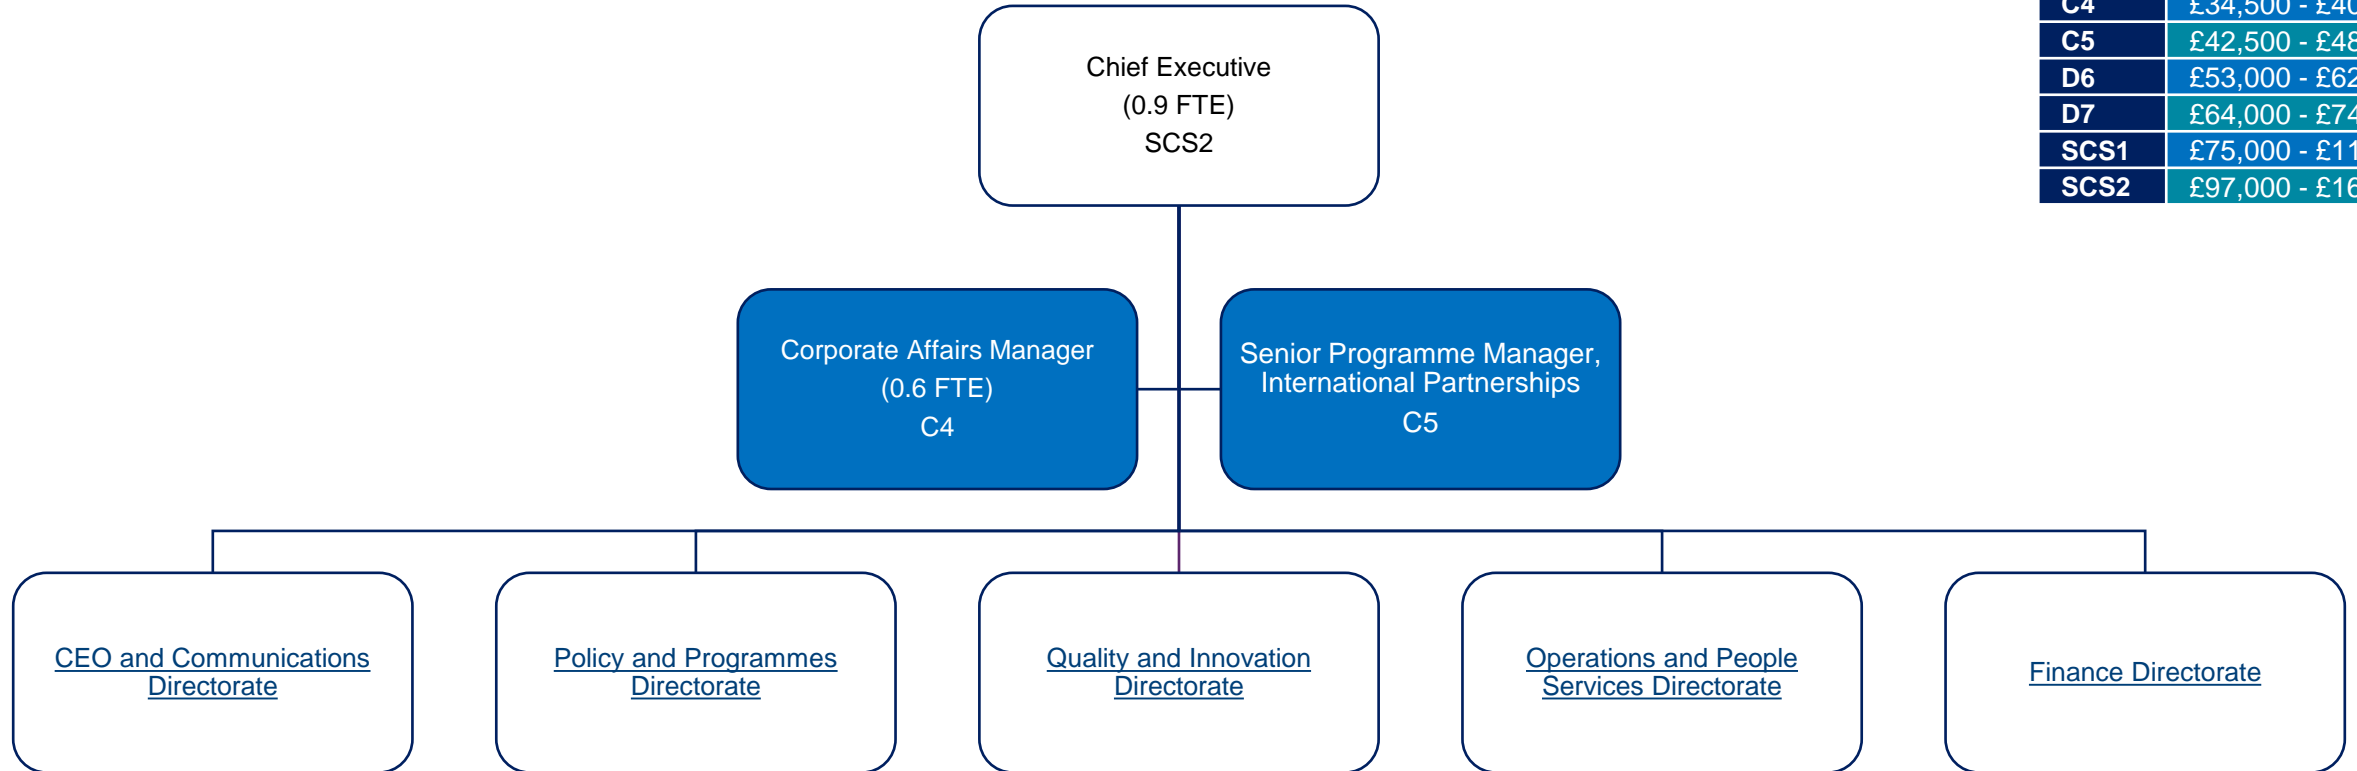 C4 £34,500 - £40
C5 £42,500 - £48
D6 £53,000 - £62
D7 £64,000 - £74
SCS1 £75,000 - £11
SCS2 £97,000 - £16
Chief Executive
(0.9 FTE)
SCS2
Corporate Affairs Manager
(0.6 FTE)
C4
Senior Programme Manager,
International Partnerships
C5
CEO and Communications
Directorate
Policy and Programmes
Directorate
Quality and Innovation
Directorate
Operations and People
Services Directorate
Finance Directorate